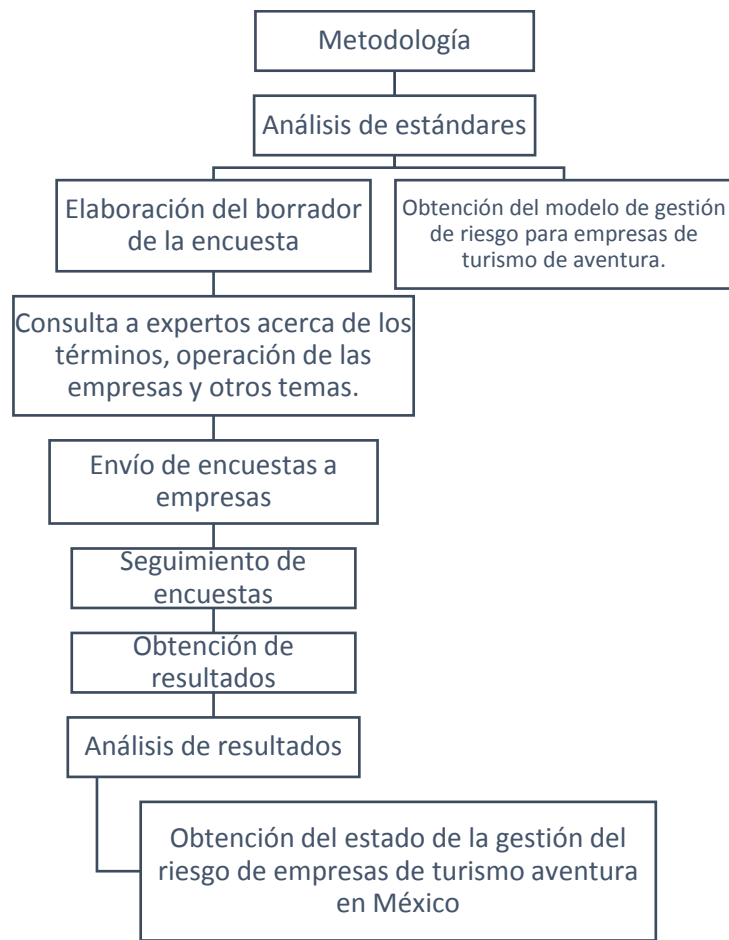 Metodología
Análisis de estándares
Elaboración del borrador
de la encuesta
Obtención del modelo de gestión
de riesgo para empresas de
turismo de aventura.
Consulta a expertos acerca de los
términos, operación de las
empresas y otros temas.
Envío de encuestas a
empresas
Seguimiento de
encuestas
Obtención de
resultados
Análisis de resultados
Obtención del estado de la gestión del
riesgo de empresas de turismo aventura
en México